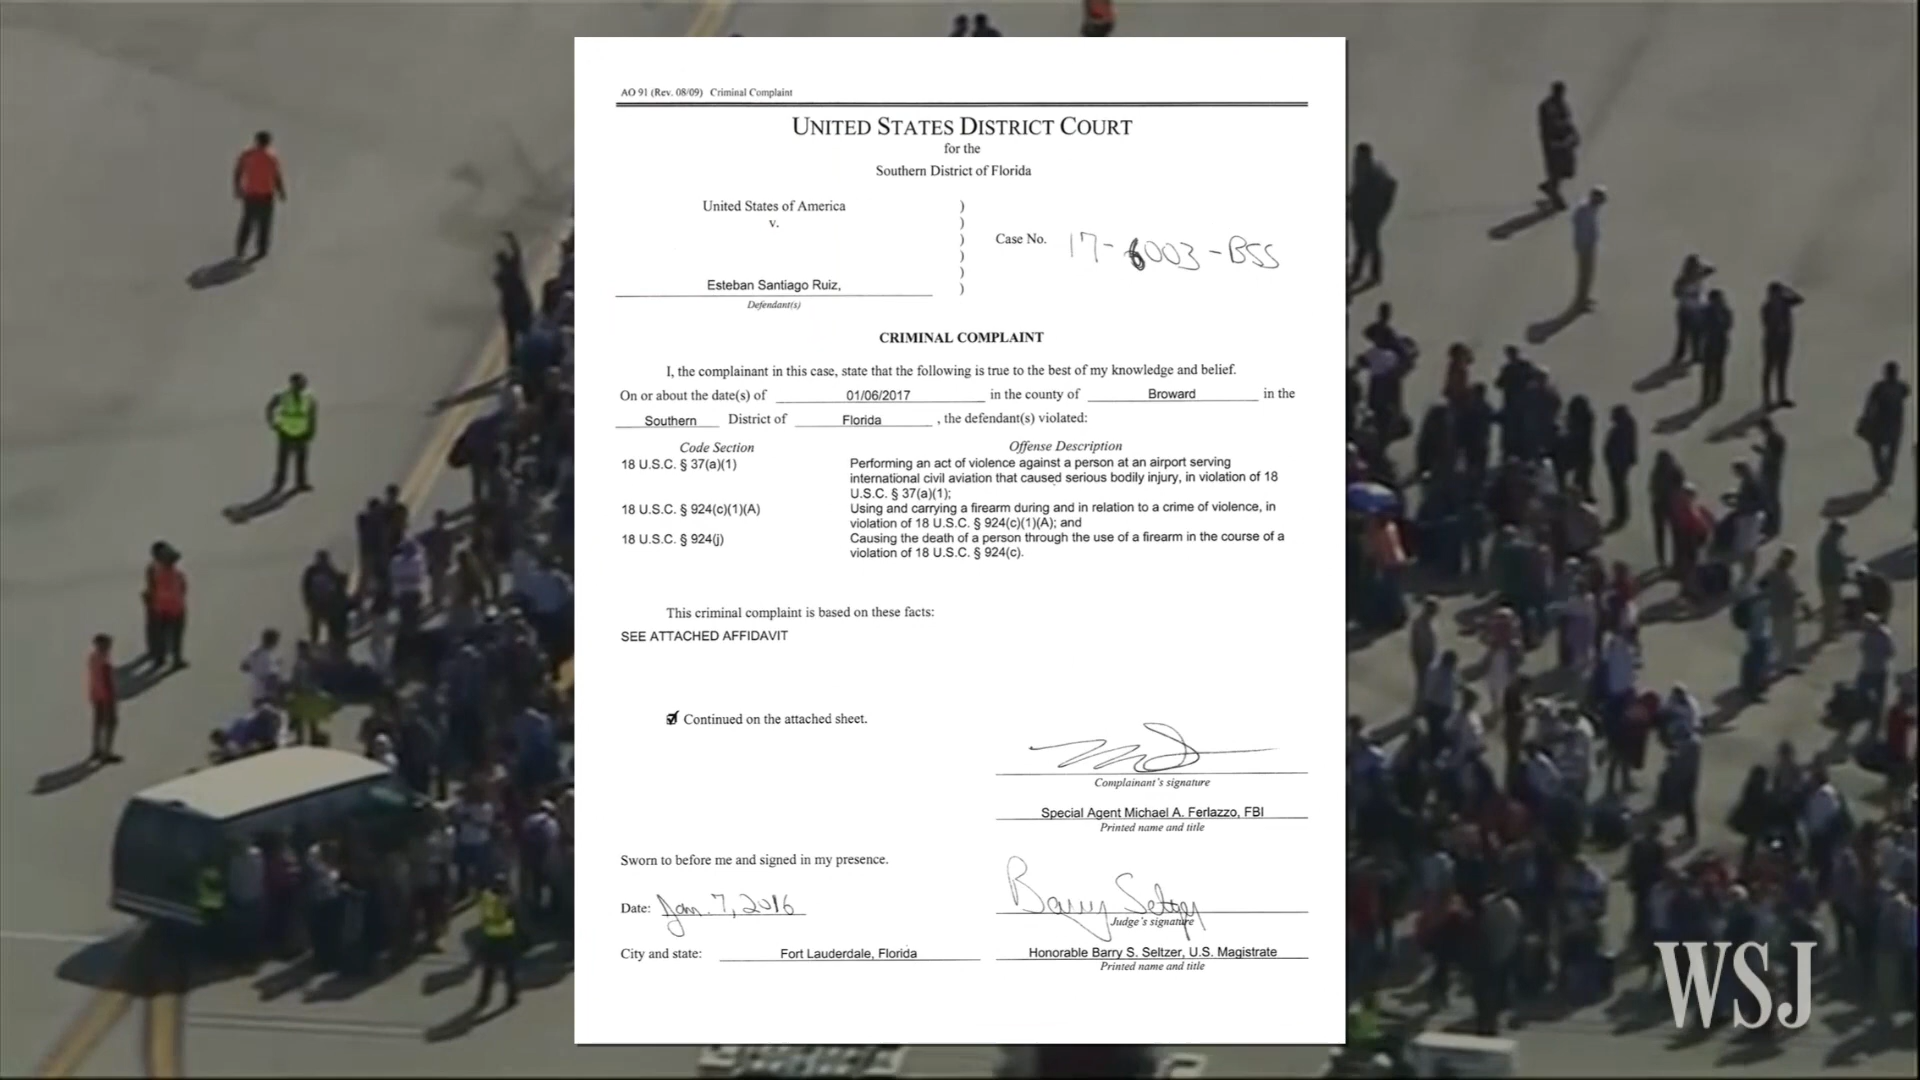 AO 91 (Rev. 08/09) Criminal Complaint
UNITED STATES DISTRICT COURT
for the
Southern District of Florida
United States of America
v.
Esteban Santiago Ruiz,
Defendant(s)
)
)
)
)
)
)
Case No. 17-6003-BSS
CRIMINAL COMPLAINT
I, the complainant in this case, state that the following is true to the best of my knowledge and belief.
On or about the date(s) of 01/06/2017 in the county of Broward in the
Southern District of Florida , the defendant(s) violated:
Code Section Offense Description
18 U.S.C. § 37(a)(1) Performing an act of violence against a person at an airport serving
international civil aviation that caused serious bodily injury, in violation of 18
U.S.C. § 37(a)(1);
18 U.S.C. § 924(c)(1)(A) Using and carrying a firearm during and in relation to a crime of violence, in
violation of 18 U.S.C. § 924(c)(1)(A); and
18 U.S.C. § 924(j) Causing the death of a person through the use of a firearm in the course of a
violation of 18 U.S.C. § 924(c).
This criminal complaint is based on these facts:
SEE ATTACHED AFFIDAVIT
Continued on the attached sheet.
Complainant's signature
Special Agent Michael A. Ferlazzo, FBI
Printed name and title
Sworn to before me and signed in my presence.
Date: Jan. 7, 2016
Barry Seltzer
Judge's signature
City and state: Fort Lauderdale, Florida
Honorable Barry S. Seltzer, U.S. Magistrate
Printed name and title
WSJ